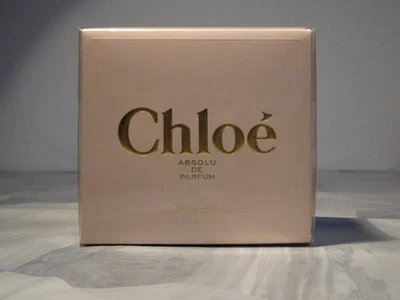 Chloé
ABSOLU
DE
PARFUM